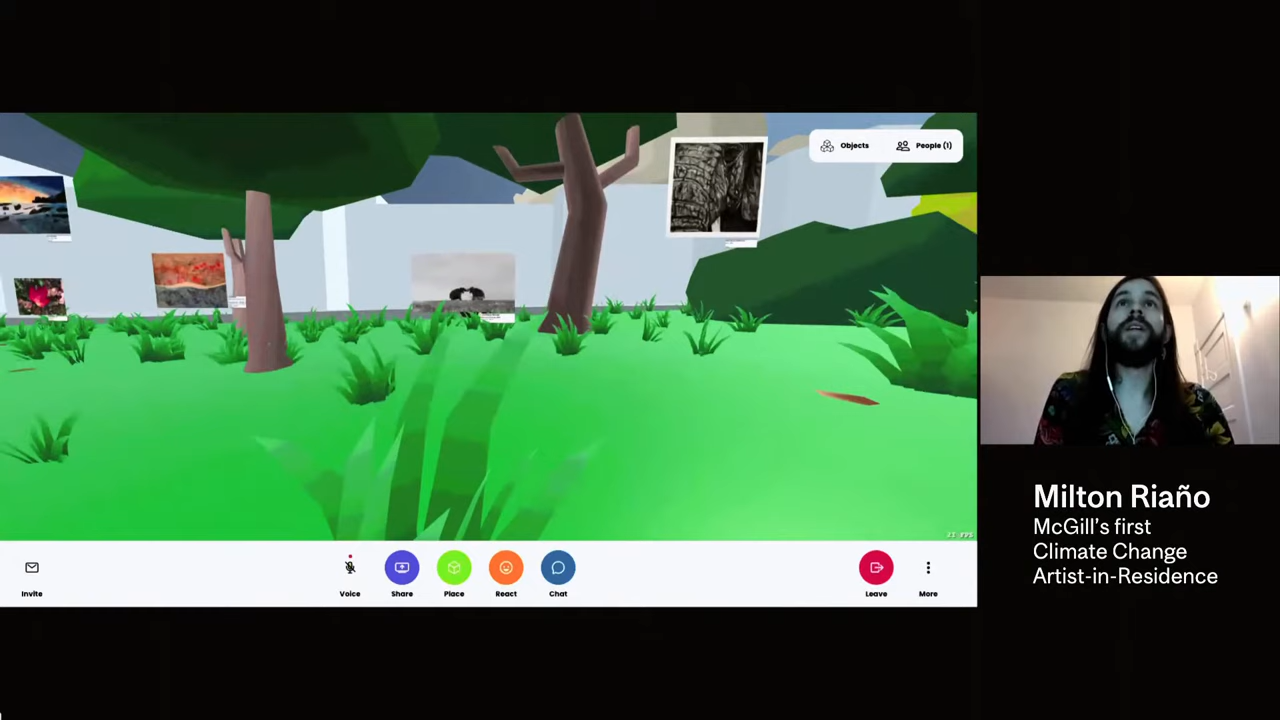 Objects
People (1)
Milton Riaño
McGill's first
Climate Change
Artist-in-Residence
Invite
Voice
Share
Place
React
Chat
Leave
More